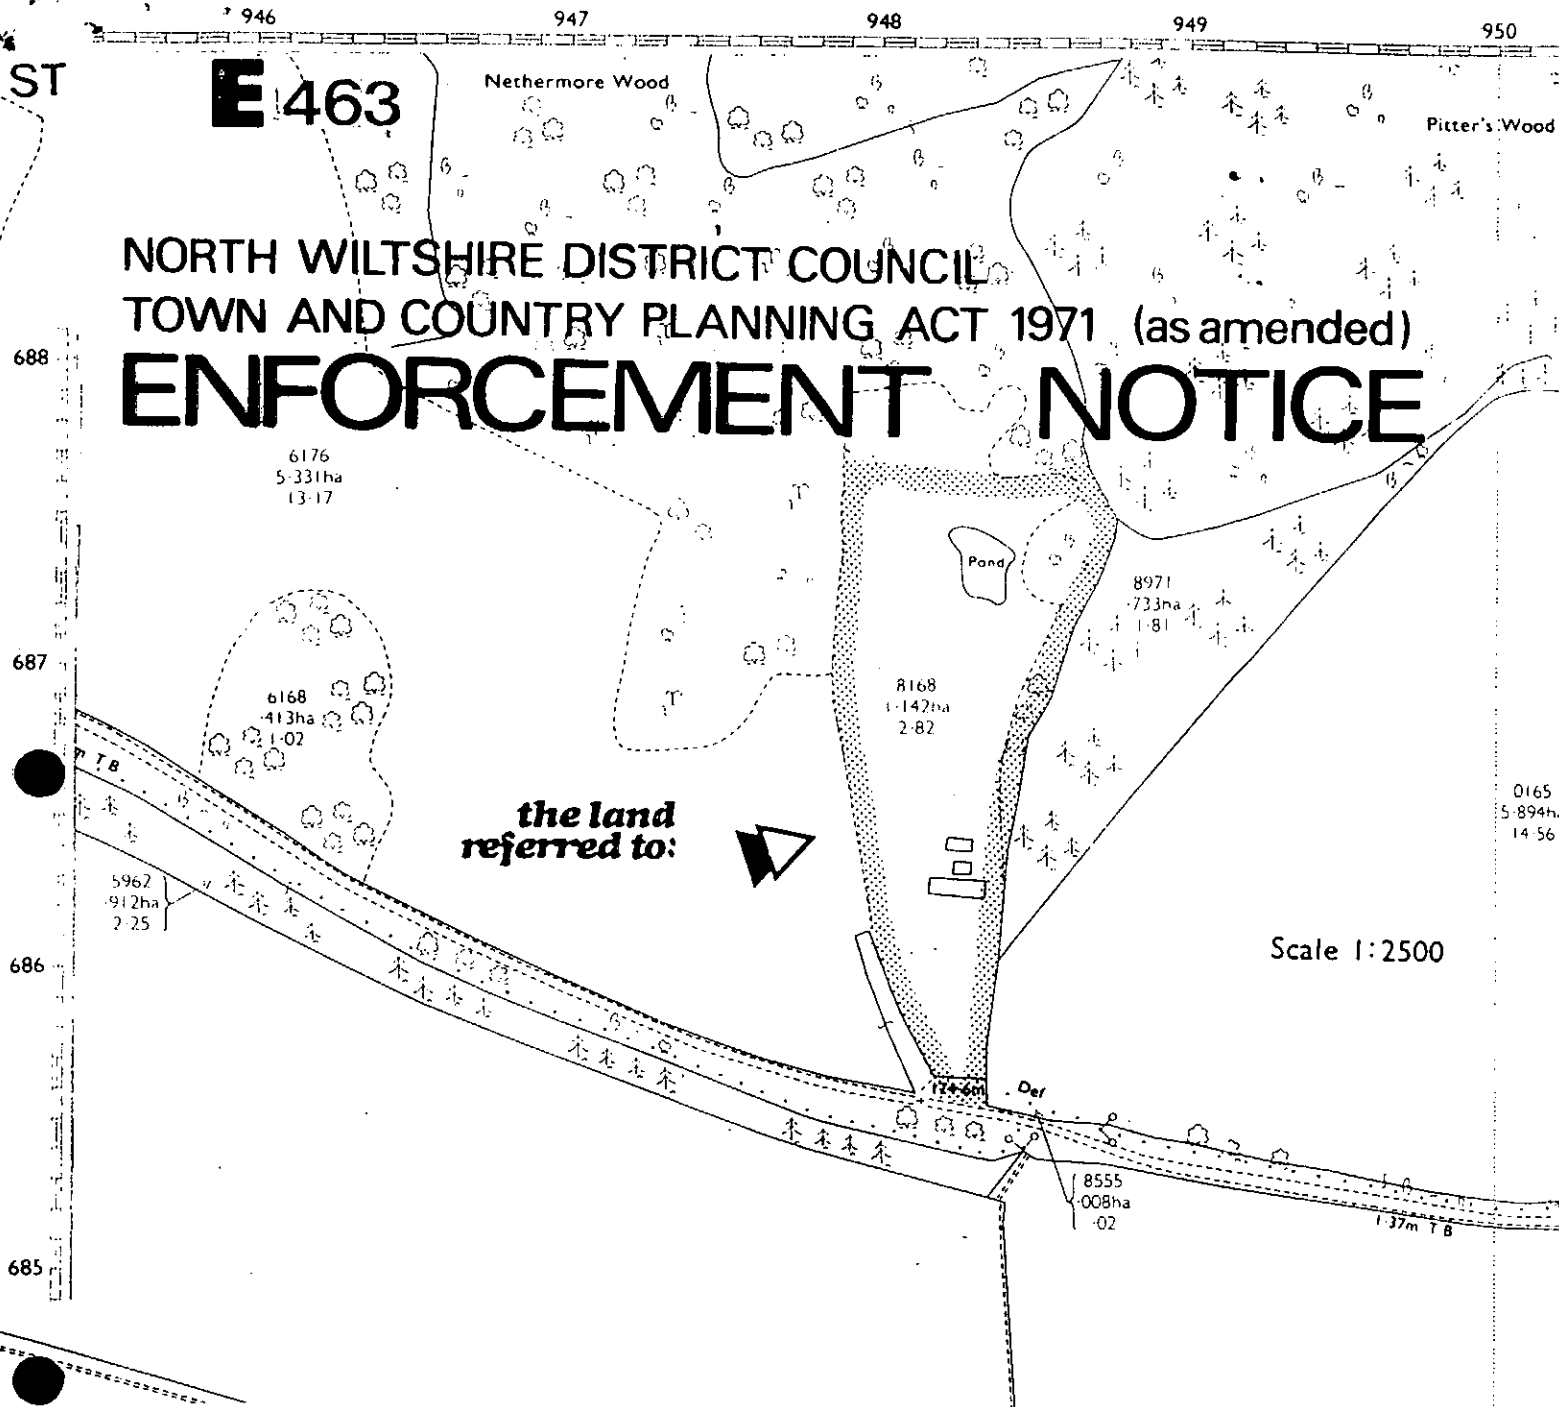 946 947 948 949 950
ST
E 463
Nethermore Wood
Pitter's Wood
NORTH WILTSHIRE DISTRICT COUNCIL
TOWN AND COUNTRY PLANNING ACT 1971 (as amended)
ENFORCEMENT NOTICE
688
6176
5·331ha
13·17
Pond
8971
·733ha
1·81
687
6168
·413ha
1·02
8168
1·142ha
2·82
T B
the land
referred to:
0165
5·894h
14·56
5962
·912ha
2·25
Scale 1:2500
686
Def
8555
·008ha
·02
1·37m T B
685